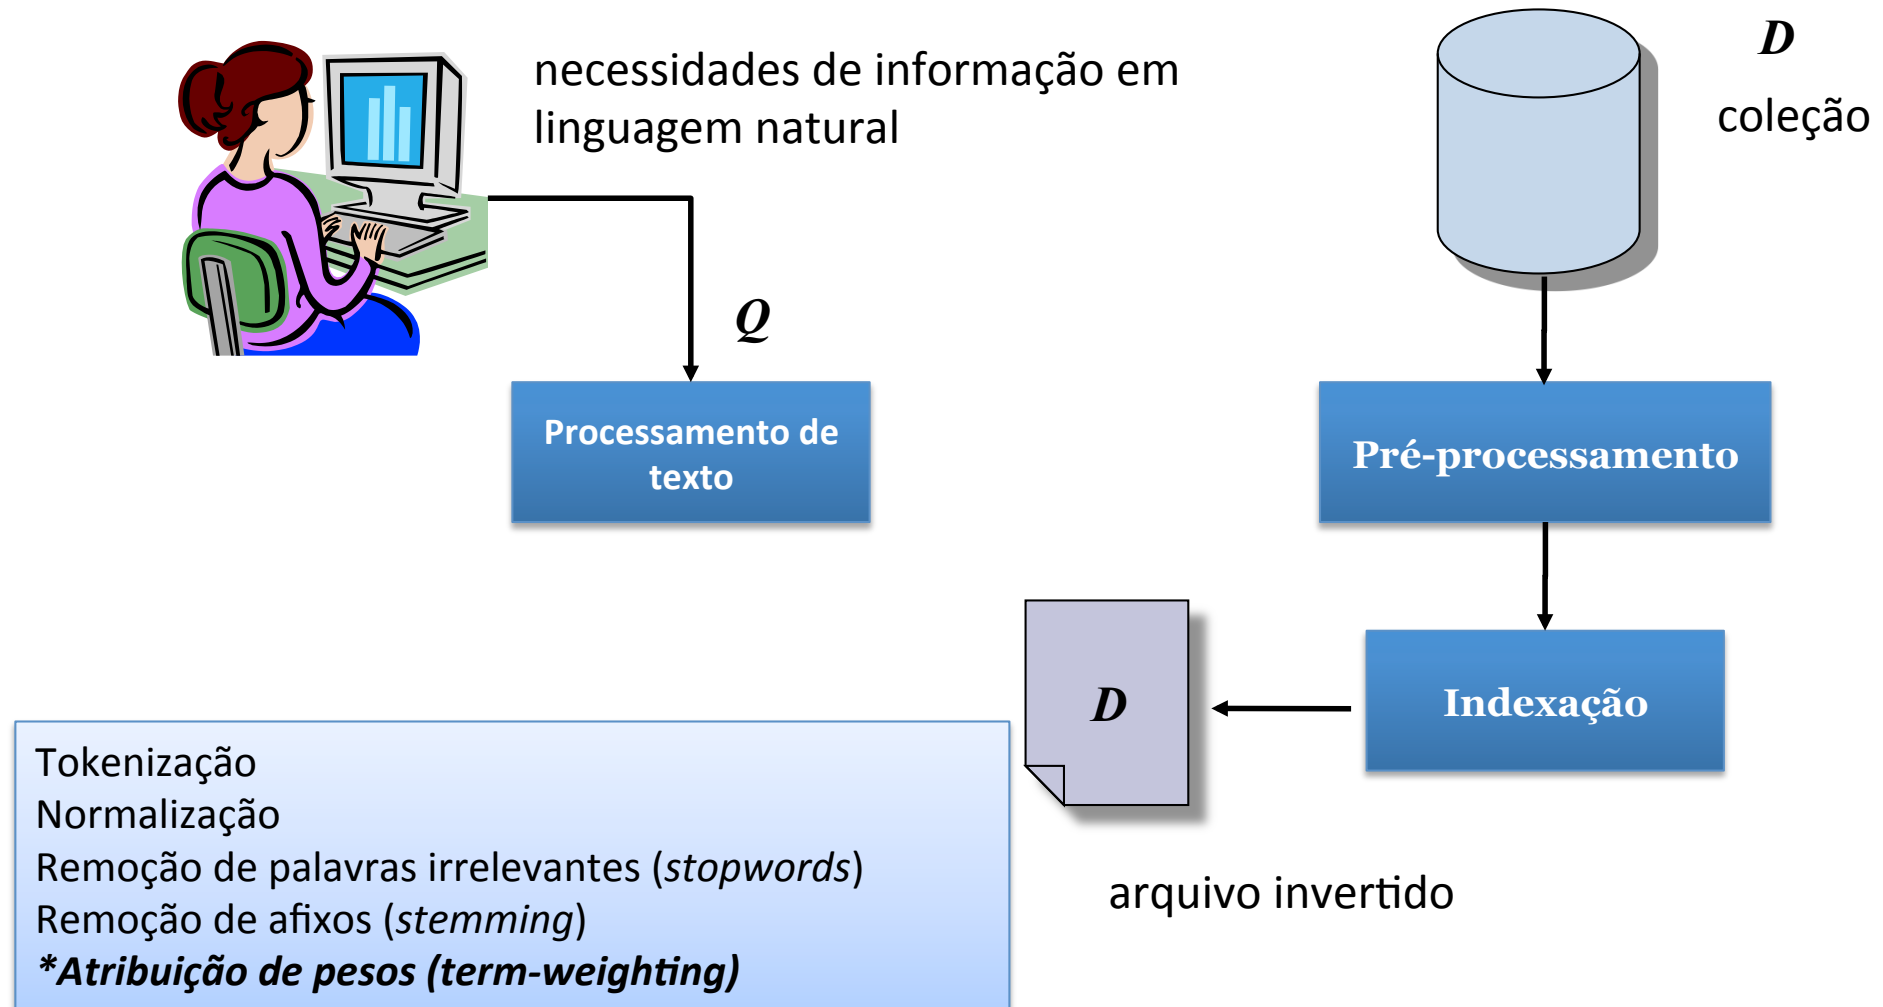 necessidades de informação em
linguagem natural
D
coleção
Q
Processamento de
texto
Pré-processamento
Indexação
D
arquivo invertido
Tokenização
Normalização
Remoção de palavras irrelevantes (stopwords)
Remoção de afixos (stemming)
*Atribuição de pesos (term-weighting)